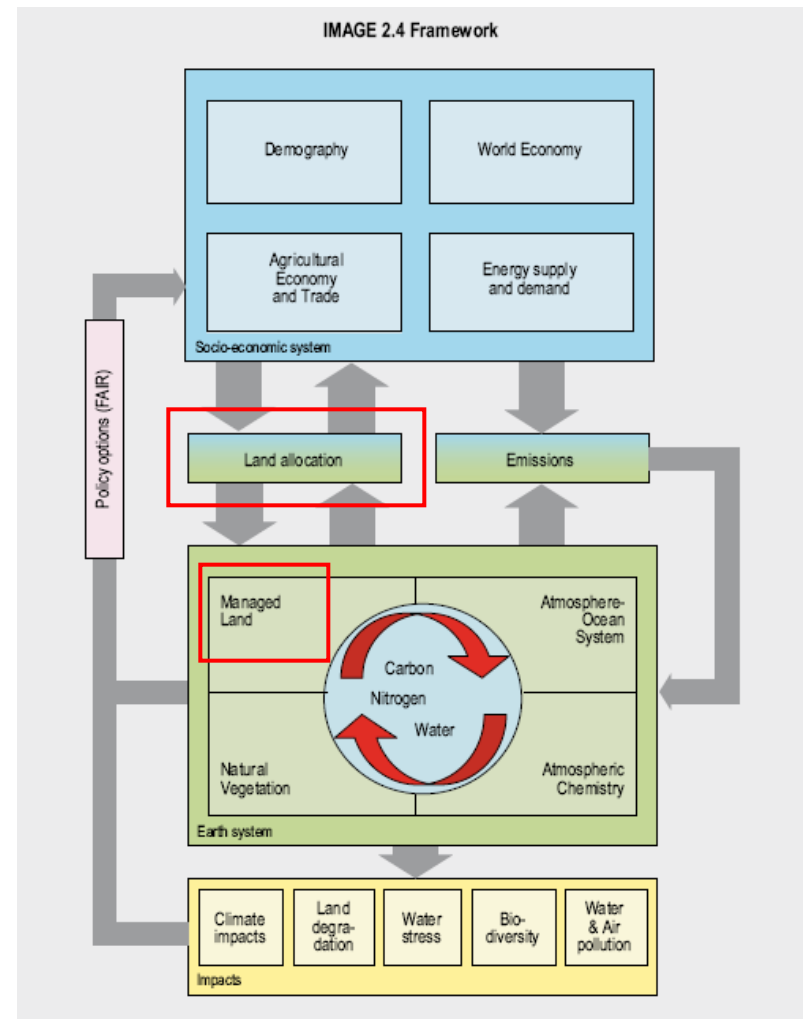 IMAGE 2.4 Framework
Demography
World Economy
Agricultural
Economy
and Trade
Energy supply
and demand
Socio-economic system
Policy options (FAIR)
Land allocation
Emissions
Managed
Land
Atmosphere-
Ocean
System
Carbon
Nitrogen
Water
Natural
Vegetation
Atmospheric
Chemistry
Earth system
Climate
impacts
Land
degra-
dation
Water
stress
Bio-
diversity
Water
& Air
pollution
Impacts